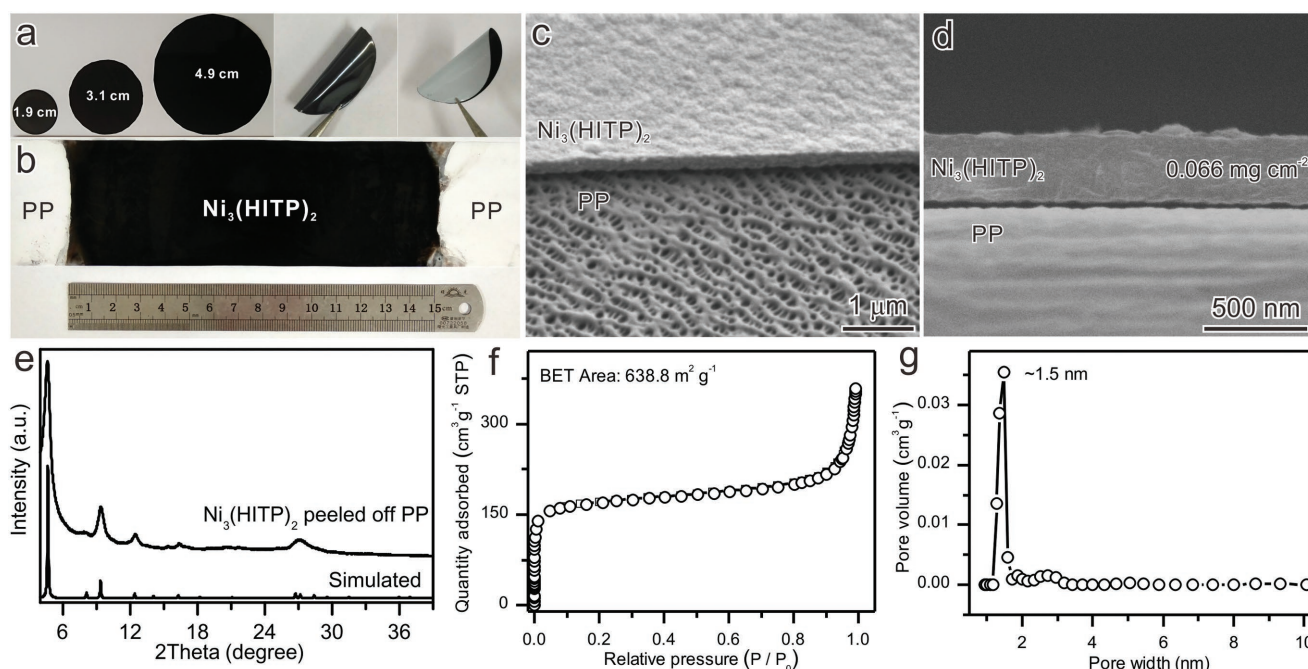 a
1.9 cm
3.1 cm
4.9 cm
b
PP
Ni₃(HITP)₂
PP
1 2 3 4 5 6 7 8 9 10 11 12 13 14 15 cm
c
Ni₃(HITP)₂
PP
1 μm
d
Ni₃(HITP)₂
0.066 mg cm⁻²
PP
500 nm
e
Intensity (a.u.)
Ni₃(HITP)₂ peeled off PP
Simulated
6 12 18 24 30 36
2Theta (degree)
f
BET Area: 638.8 m² g⁻¹
Quantity adsorbed (cm³g⁻¹ STP)
300
150
0
0.0 0.2 0.4 0.6 0.8 1.0
Relative pressure (P / P₀)
g
~1.5 nm
Pore volume (cm³g⁻¹)
0.03
0.02
0.01
0.00
2 4 6 8 10
Pore width (nm)